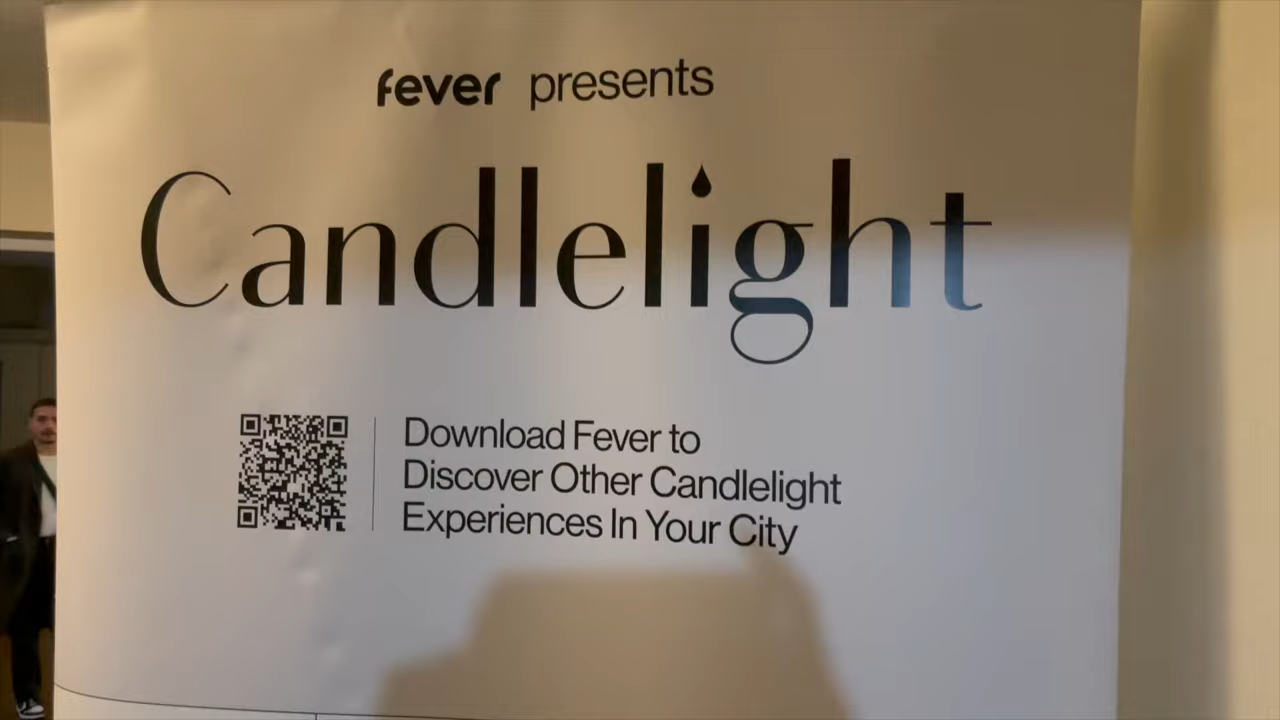 fever presents
Candlelight
Download Fever to
Discover Other Candlelight
Experiences In Your City